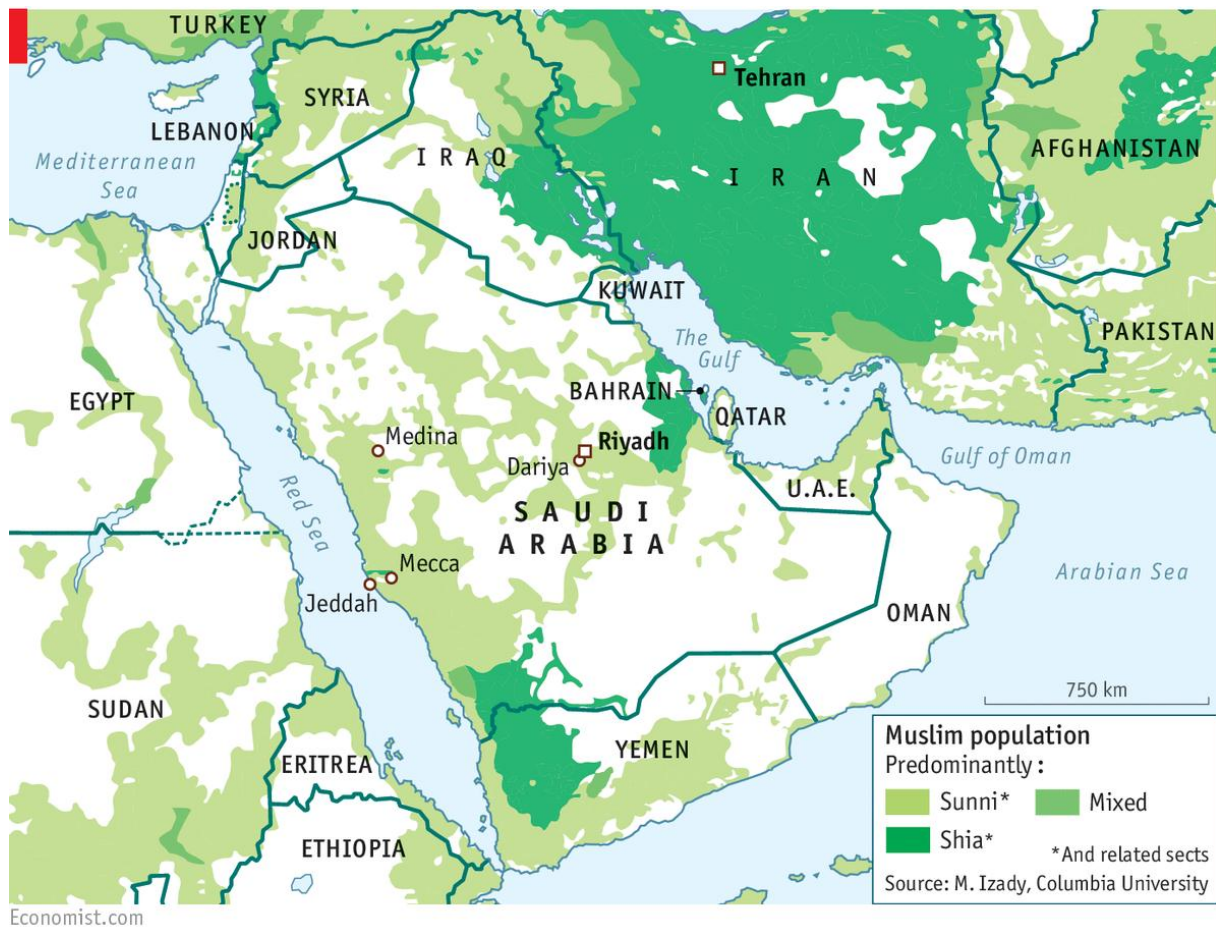 TURKEY
Tehran
SYRIA
LEBANON
IRAQ
AFGHANISTAN
Mediterranean
Sea
IRAN
JORDAN
KUWAIT
The
Gulf
PAKISTAN
BAHRAIN
EGYPT
QATAR
Medina
Riyadh
Dariya
Gulf of Oman
U.A.E.
Red Sea
SAUDI
ARABIA
Mecca
Jeddah
Arabian Sea
OMAN
750 km
SUDAN
YEMEN
ERITREA
ETHIOPIA
Muslim population
Predominantly :
Sunni*
Mixed
Shia*
*And related sects
Source: M. Izady, Columbia University
Economist.com